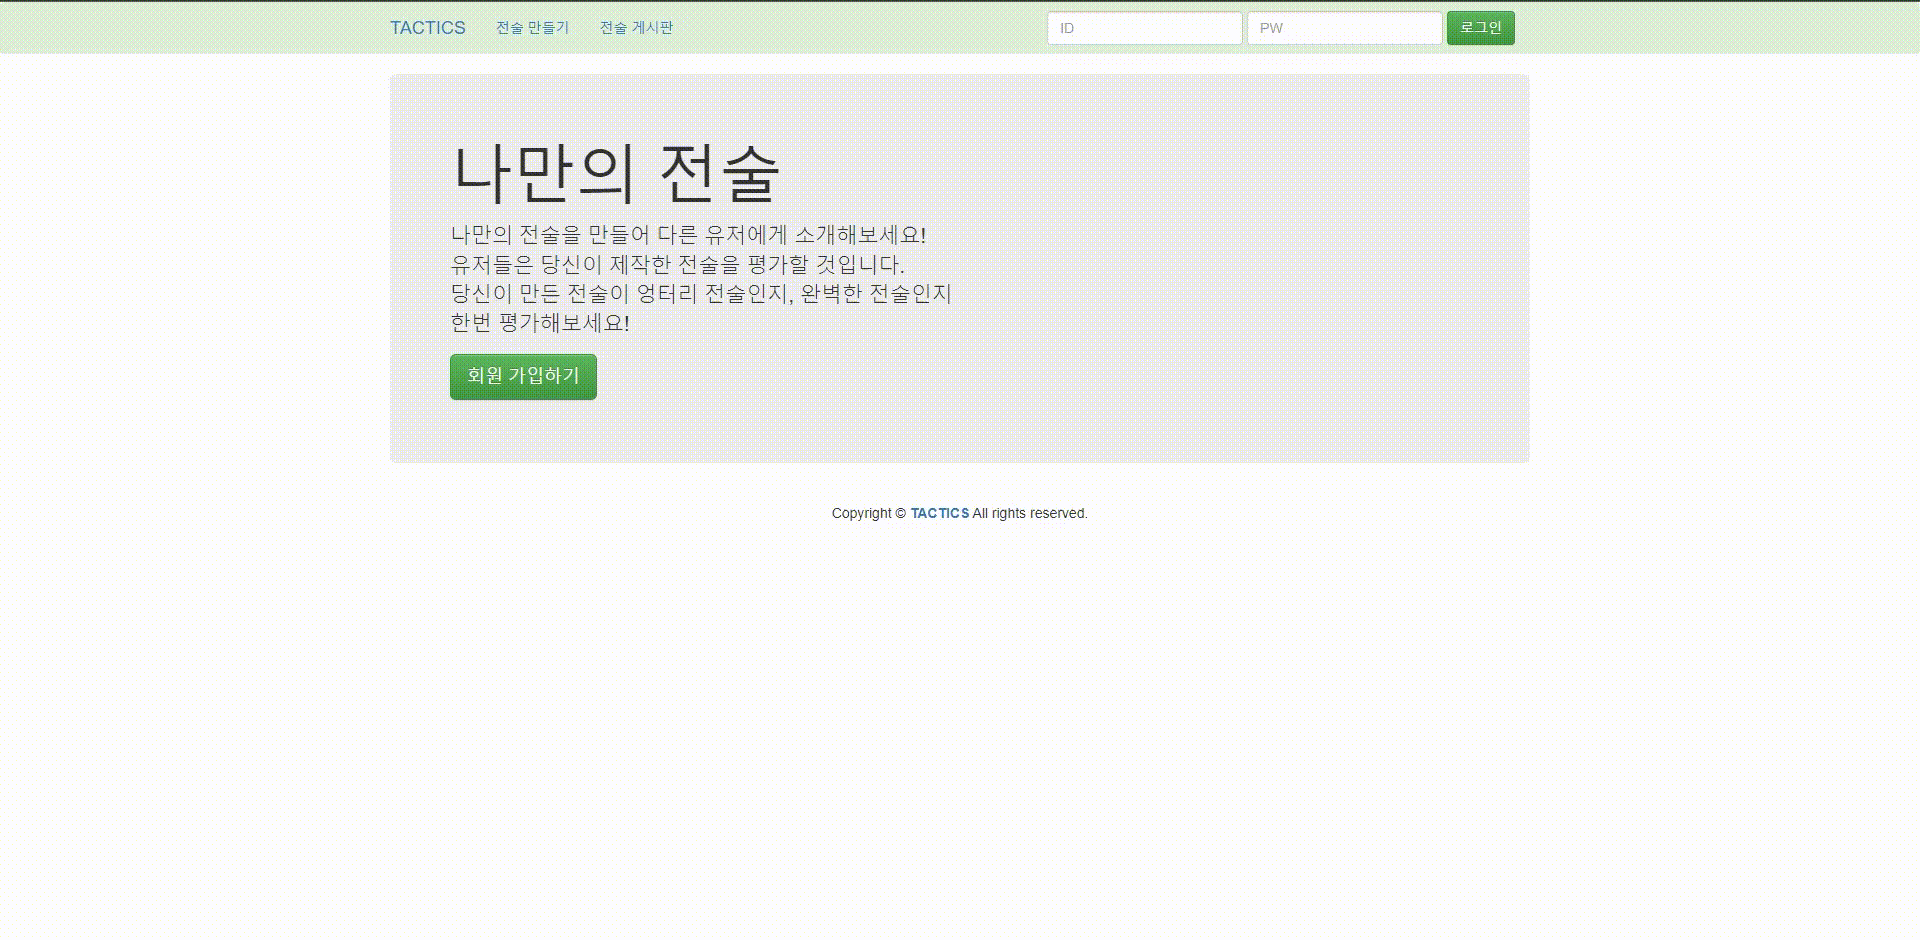 TACTICS 전술 만들기 전술 게시판 ID PW 로그인
나만의 전술
나만의 전술을 만들어 다른 유저에게 소개해보세요!
유저들은 당신이 제작한 전술을 평가할 것입니다.
당신이 만든 전술이 엉터리 전술인지, 완벽한 전술인지
한번 평가해보세요!
회원 가입하기
Copyright © TACTICS All rights reserved.